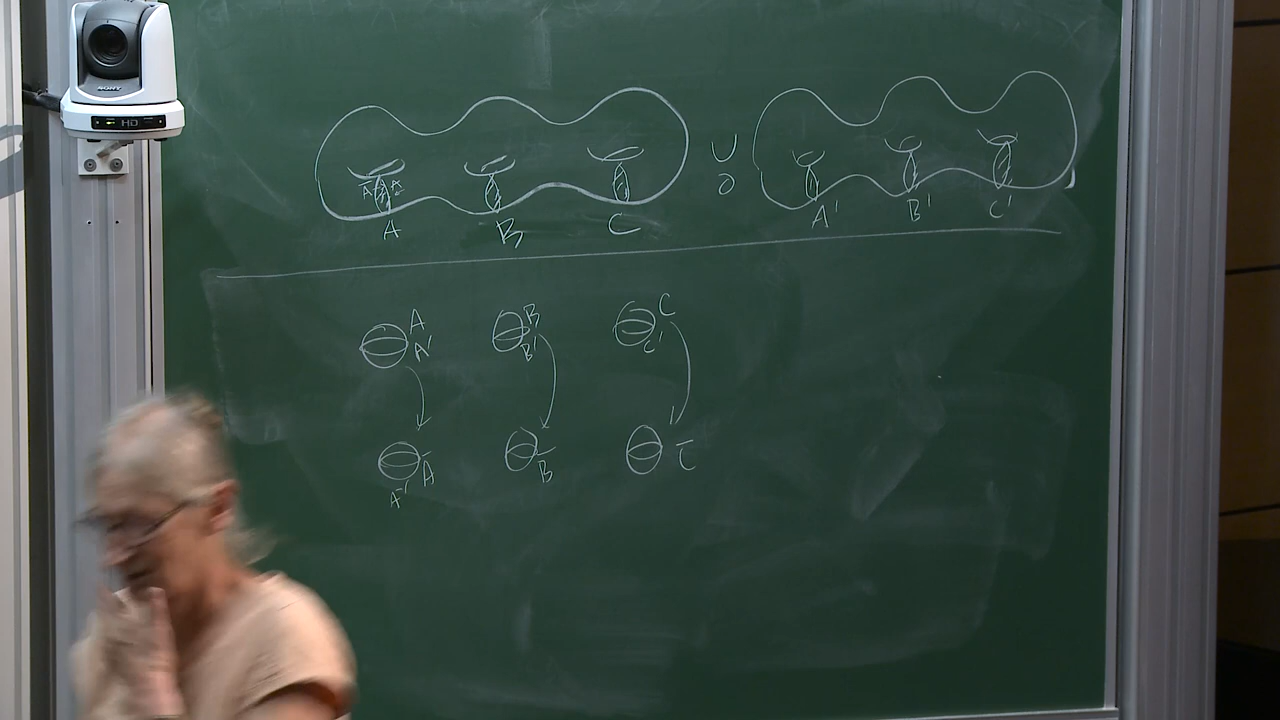 SONY
HD
∪
∂
Ā A
A B C A' B' C'
A B C
A' B' C'
Ā B̄ C̄
A⁻'